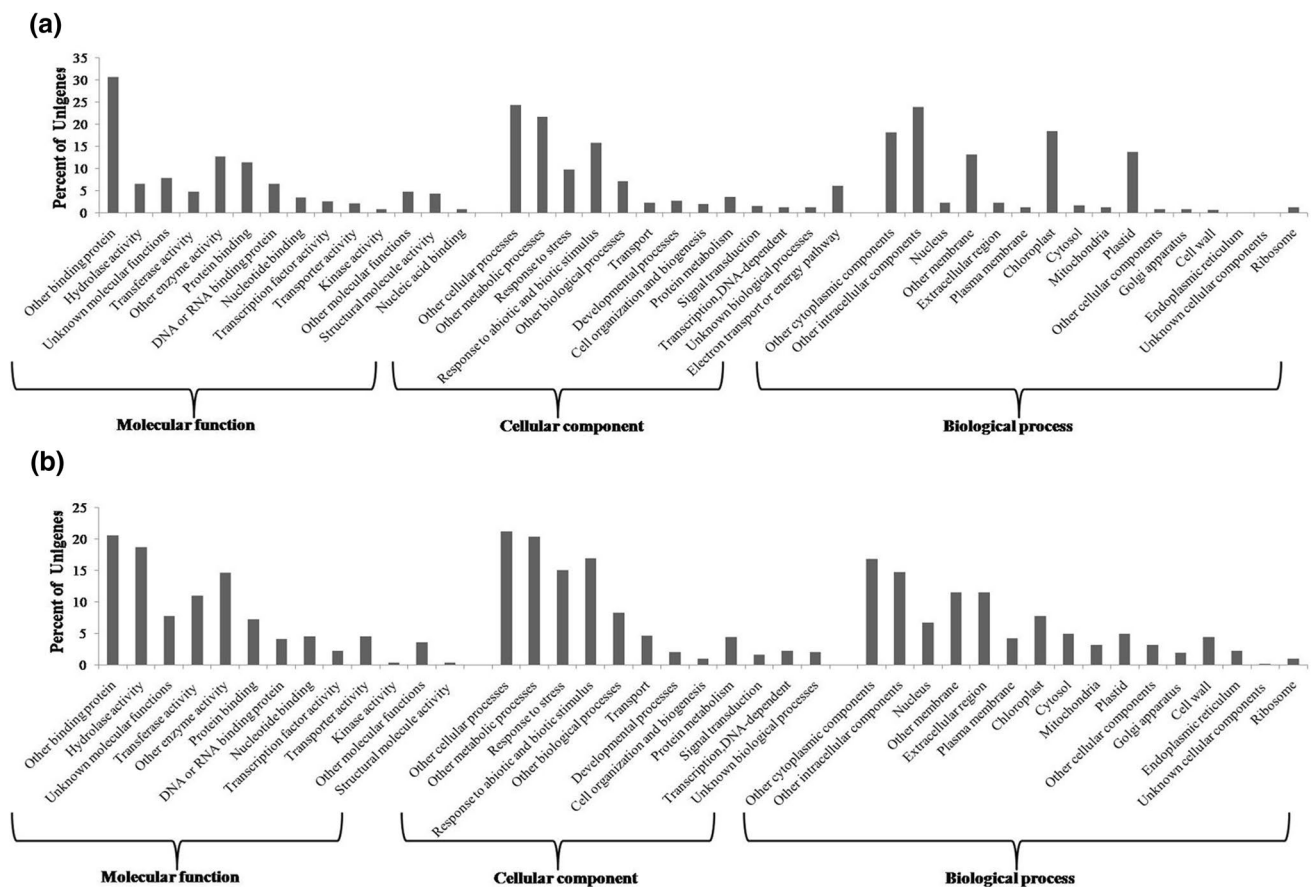 (a)
Percent of Unigenes
35
30
25
20
15
10
5
0
Other binding protein
Hydrolase activity
Unknown molecular functions
Transferase activity
Other enzyme activity
Protein binding
DNA or RNA binding protein
Nucleotide binding
Transcription factor activity
Transporter activity
Kinase activity
Other molecular functions
Structural molecule activity
Nucleic acid binding
Other cellular processes
Other metabolic processes
Response to stress
Response to abiotic and biotic stimulus
Other biological processes
Transport
Developmental processes
Cell organization and biogenesis
Protein metabolism
Signal transduction
Transcription,DNA-dependent
Unknown biological processes
Electron transport or energy pathway
Other cytoplasmic components
Other intracellular components
Nucleus
Other membrane
Extracellular region
Plasma membrane
Chloroplast
Cytosol
Mitochondria
Plastid
Other cellular components
Golgi apparatus
Cell wall
Endoplasmic reticulum
Unknown cellular components
Ribosome
Molecular function
Cellular component
Biological process
(b)
Percent of Unigenes
25
20
15
10
5
0
Other binding protein
Hydrolase activity
Unknown molecular functions
Transferase activity
Other enzyme activity
Protein binding
DNA or RNA binding protein
Nucleotide binding
Transcription factor activity
Transporter activity
Kinase activity
Other molecular functions
Structural molecule activity
Other cellular processes
Other metabolic processes
Response to stress
Response to abiotic and biotic stimulus
Other biological processes
Transport
Developmental processes
Cell organization and biogenesis
Protein metabolism
Signal transduction
Transcription,DNA-dependent
Unknown biological processes
Other cytoplasmic components
Other intracellular components
Nucleus
Other membrane
Extracellular region
Plasma membrane
Chloroplast
Cytosol
Mitochondria
Plastid
Other cellular components
Golgi apparatus
Cell wall
Endoplasmic reticulum
Unknown cellular components
Ribosome
Molecular function
Cellular component
Biological process